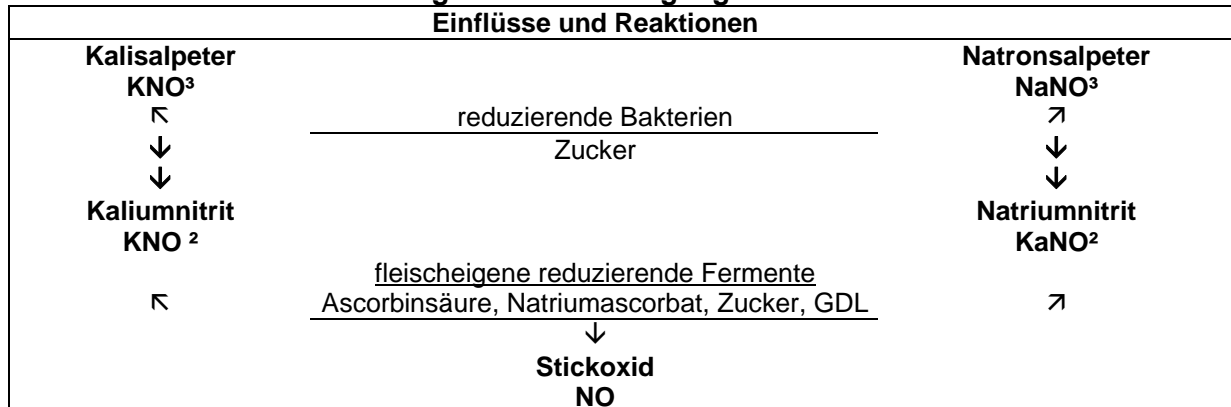 Einflüsse und Reaktionen
Kalisalpeter Natronsalpeter
KNO³ NaNO³
↖ reduzierende Bakterien ↗
↓ Zucker ↓
↓ ↓
Kaliumnitrit Natriumnitrit
KNO ² KaNO²
fleischeigene reduzierende Fermente
↖ Ascorbinsäure, Natriumascorbat, Zucker, GDL ↗
↓
Stickoxid
NO